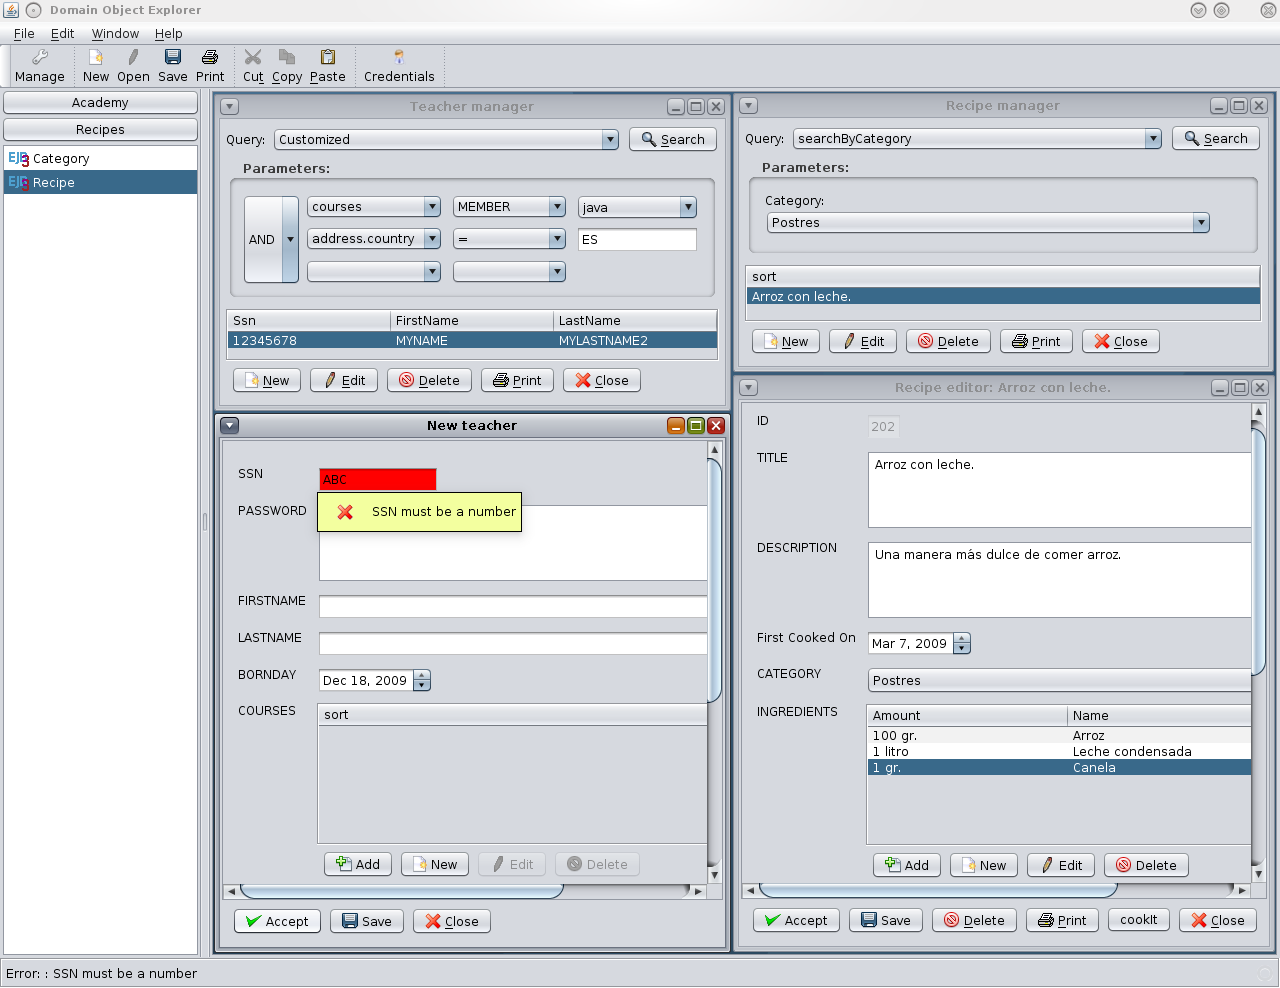 Domain Object Explorer
File Edit Window Help
Manage New Open Save Print Cut Copy Paste Credentials
Academy
Recipes
EJB3 Category
EJB3 Recipe
Teacher manager
Query: Customized Search
Parameters:
AND
courses MEMBER java
address.country = ES
Ssn FirstName LastName
12345678 MYNAME MYLASTNAME2
New Edit Delete Print Close
Recipe manager
Query: searchByCategory Search
Parameters:
Category:
Postres
sort
Arroz con leche.
New Edit Delete Print Close
New teacher
SSN ABC
SSN must be a number
PASSWORD
FIRSTNAME
LASTNAME
BORNDAY Dec 18, 2009
COURSES sort
Add New Edit Delete
Accept Save Close
Recipe editor: Arroz con leche.
ID 202
TITLE Arroz con leche.
DESCRIPTION Una manera más dulce de comer arroz.
First Cooked On Mar 7, 2009
CATEGORY Postres
INGREDIENTS Amount Name
100 gr. Arroz
1 litro Leche condensada
1 gr. Canela
Add New Edit Delete
Accept Save Delete Print cookIt Close
Error: : SSN must be a number